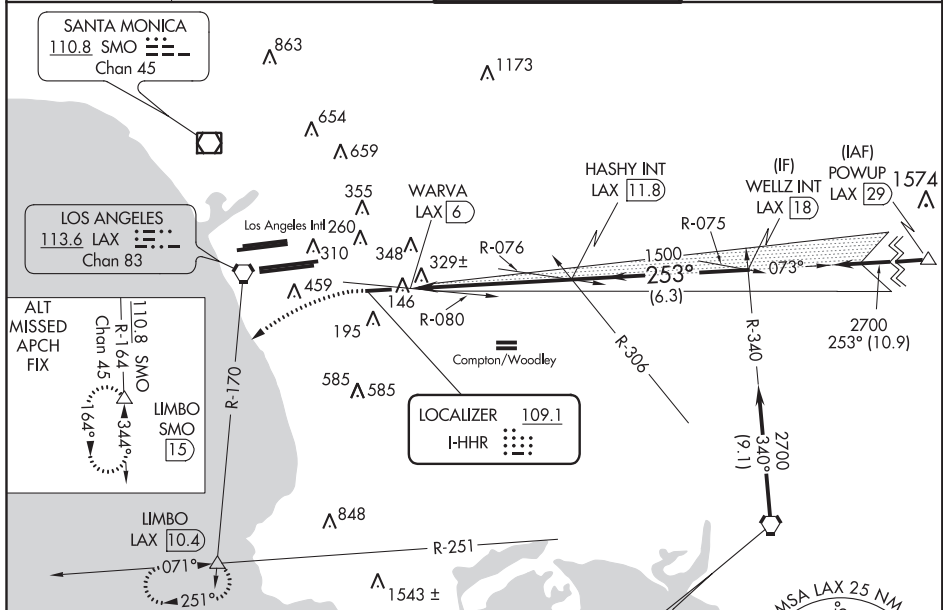 SANTA MONICA
110.8 SMO
Chan 45
863
1173
654
659
HASHY INT
LAX 11.8
(IF)
WELLZ INT
LAX 18
(IAF)
POWUP
LAX 29
1574
355
WARVA
LAX 6
LOS ANGELES
113.6 LAX
Chan 83
Los Angeles Intl
260
310
348
R-076
R-075
1500
329±
253°
073°
(6.3)
459
146
R-080
195
2700
253° (10.9)
ALT
MISSED
APCH
FIX
110.8 SMO
R-164
Chan 45
164°
344°
LIMBO
SMO
15
R-170
Compton/Woodley
R-306
R-340
585
585
LOCALIZER 109.1
I-HHR
2700
340°
(9.1)
848
LIMBO
LAX 10.4
R-251
071°
251°
1543 ±
MSA LAX 25 NM